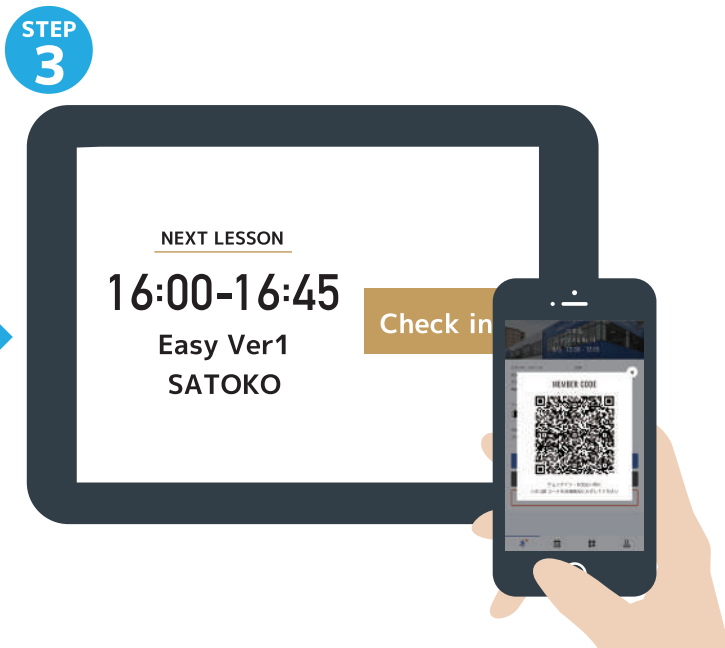 STEP
3
NEXT LESSON
16:00-16:45
Easy Ver1
SATOKO
Check in
MEMBER CODE